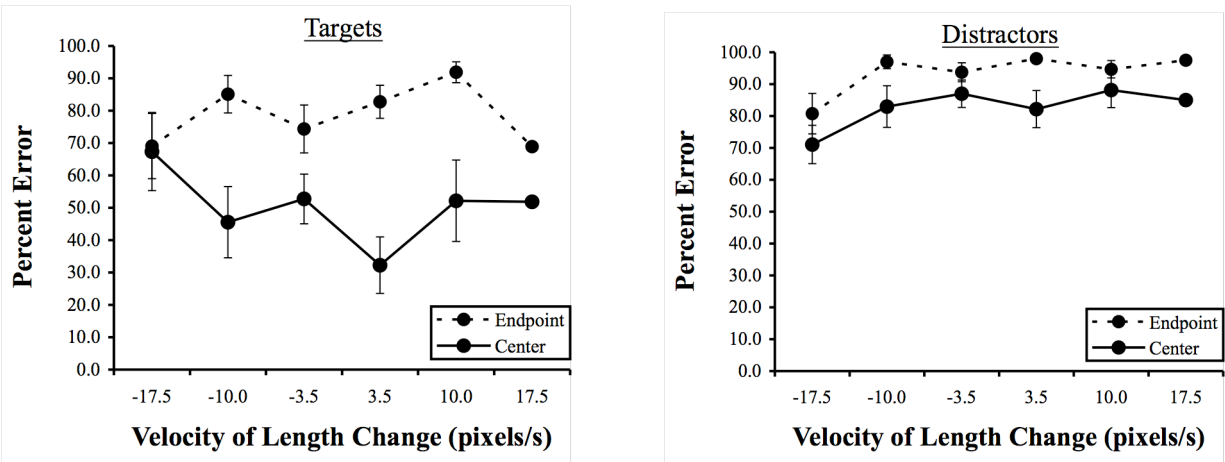 Targets
100.0
90.0
80.0
70.0
60.0
50.0
40.0
30.0
20.0
10.0
0.0
Percent Error
Endpoint
Center
-17.5 -10.0 -3.5 3.5 10.0 17.5
Velocity of Length Change (pixels/s)
Distractors
100.0
90.0
80.0
70.0
60.0
50.0
40.0
30.0
20.0
10.0
0.0
Percent Error
Endpoint
Center
-17.5 -10.0 -3.5 3.5 10.0 17.5
Velocity of Length Change (pixels/s)